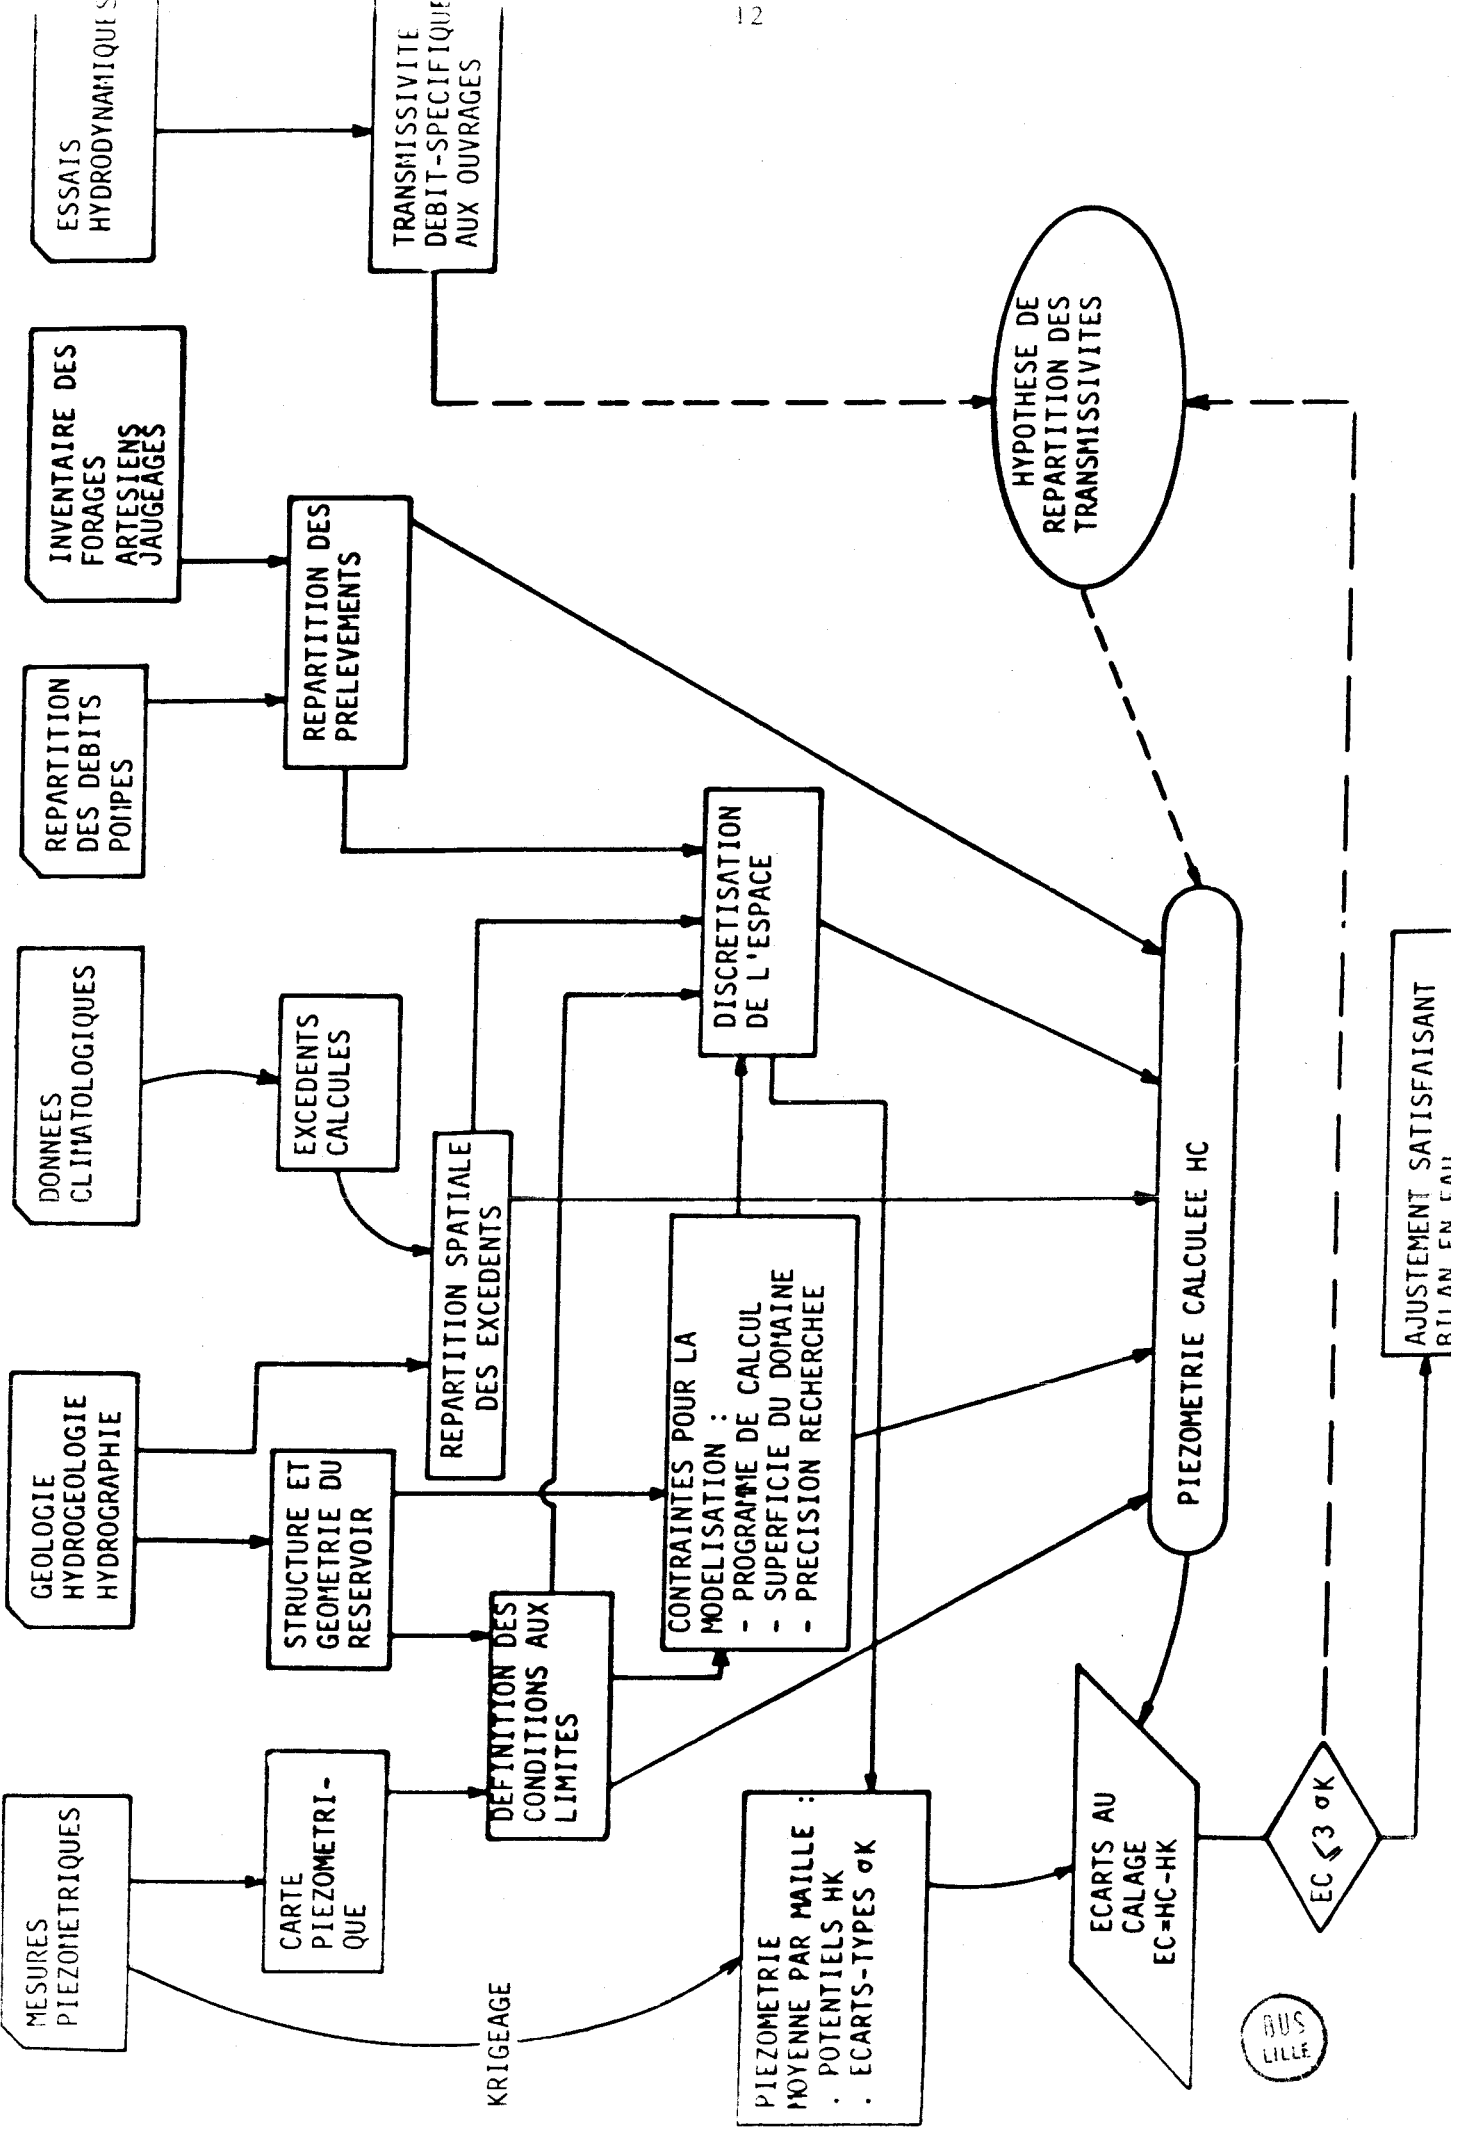 12
MESURES
PIEZOMETRIQUES
GEOLOGIE
HYDROGEOLOGIE
HYDROGRAPHIE
DONNEES
CLIMATOLOGIQUES
REPARTITION
DES DEBITS
POMPES
INVENTAIRE DES
FORAGES
ARTESIENS
JAUGEAGES
ESSAIS
HYDRODYNAMIQUES
CARTE
PIEZOMETRI-
QUE
STRUCTURE ET
GEOMETRIE DU
RESERVOIR
EXCEDENTS
CALCULES
REPARTITION DES
PRELEVEMENTS
TRANSMISSIVITE
DEBIT-SPECIFIQUE
AUX OUVRAGES
REPARTITION SPATIALE
DES EXCEDENTS
KRIGEAGE
DEFINITION DES
CONDITIONS AUX
LIMITES
CONTRAINTES POUR LA
MODELISATION :
- PROGRAMME DE CALCUL
- SUPERFICIE DU DOMAINE
- PRECISION RECHERCHEE
DISCRETISATION
DE L'ESPACE
PIEZOMETRIE
MOYENNE PAR MAILLE :
. POTENTIELS HK
. ECARTS-TYPES σK
HYPOTHESE DE
REPARTITION DES
TRANSMISSIVITES
PIEZOMETRIE CALCULEE HC
ECARTS AU
CALAGE
EC=HC-HK
EC ⩽3 σK
AJUSTEMENT SATISFAISANT
BILAN EN EAU
BUS
LILLE